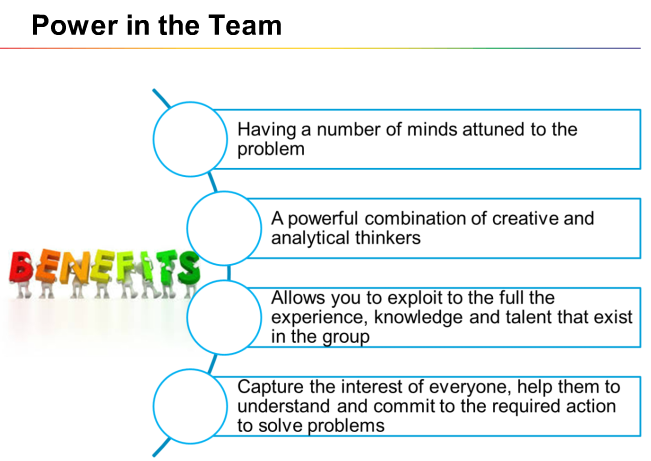 Power in the Team
Having a number of minds attuned to the
problem
A powerful combination of creative and
analytical thinkers
BENEFITS
Allows you to exploit to the full the
experience, knowledge and talent that exist
in the group
Capture the interest of everyone, help them to
understand and commit to the required action
to solve problems